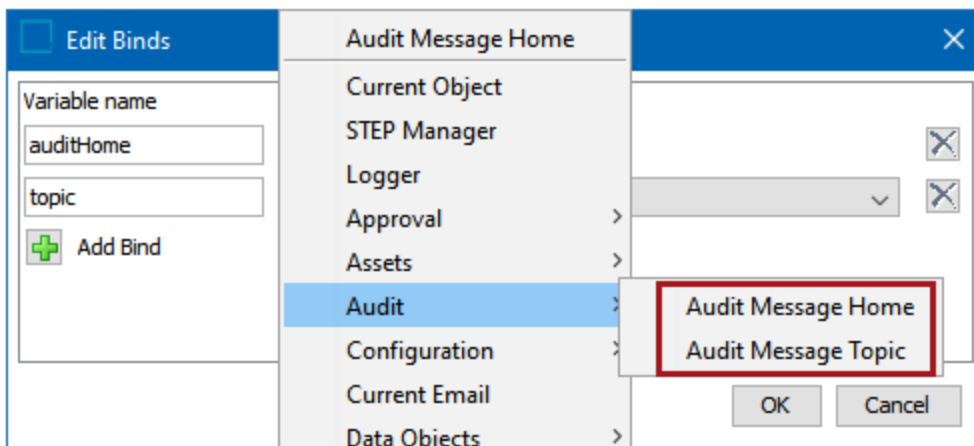 Edit Binds
Variable name
auditHome
topic
Add Bind
Audit Message Home
Current Object
STEP Manager
Logger
Approval
Assets
Audit
Configuration
Current Email
Data Objects
Audit Message Home
Audit Message Topic
OK
Cancel